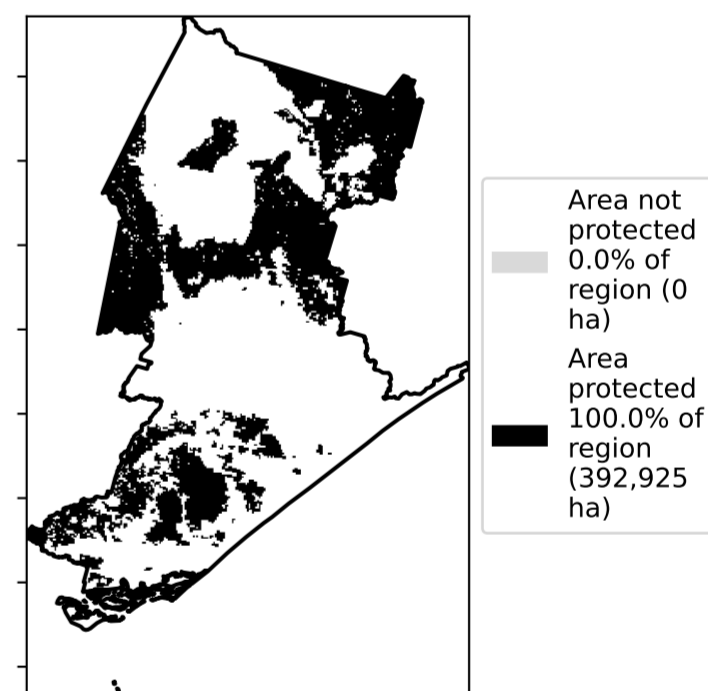 Area not
protected
0.0% of
region (0
ha)
Area
protected
100.0% of
region
(392,925
ha)